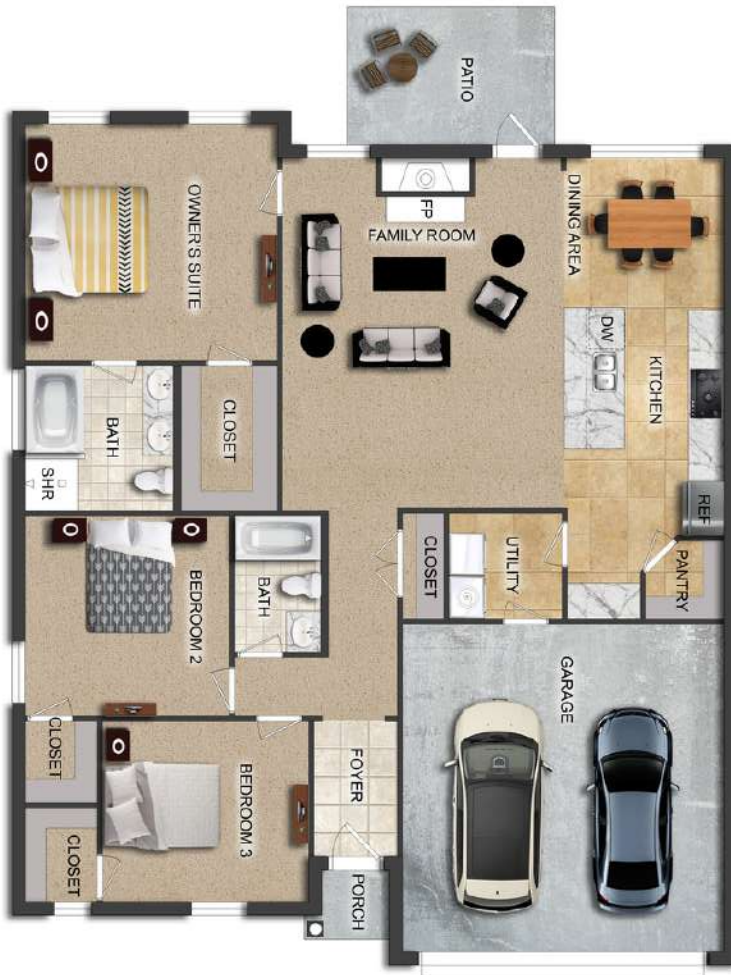 PATIO
OWNER'S SUITE
FP
FAMILY ROOM
DINING AREA
DW
KITCHEN
BATH
CLOSET
SHR
REF
BEDROOM 2
BATH
CLOSET
UTILITY
PANTRY
GARAGE
CLOSET
BEDROOM 3
FOYER
CLOSET
PORCH